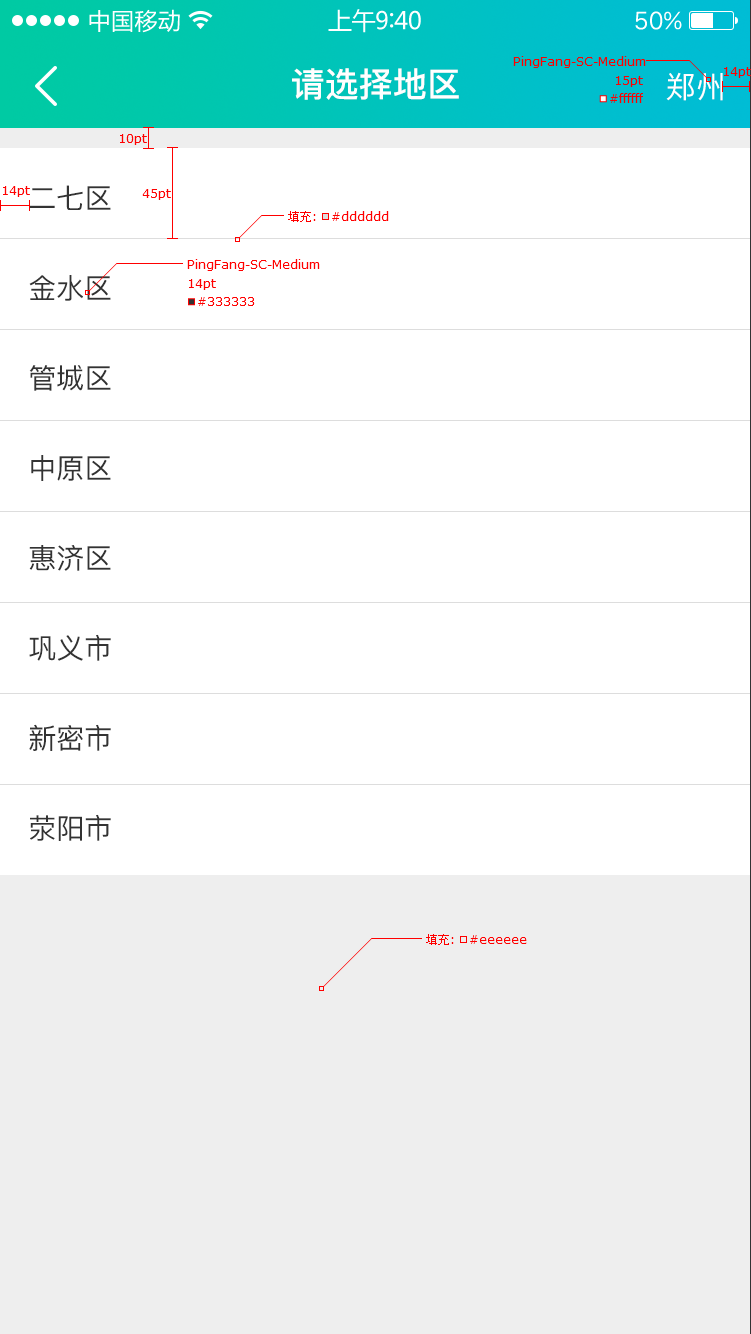 中国移动 上午9:40 50%
PingFang-SC-Medium
15pt
#ffffff
请选择地区
郑州
14pt
10pt
14pt
二七区
45pt
填充: #dddddd
金水区
PingFang-SC-Medium
14pt
#333333
管城区
中原区
惠济区
巩义市
新密市
荥阳市
填充: #eeeeee